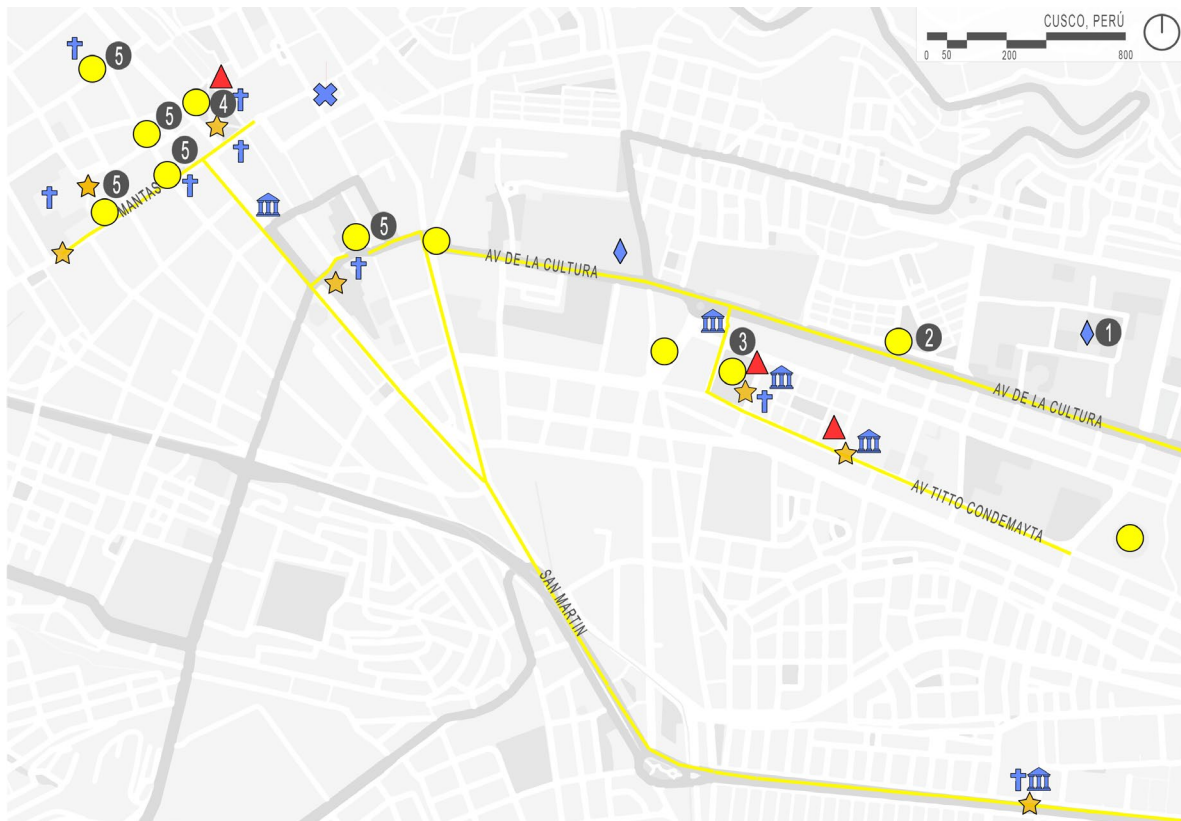 CUSCO, PERÚ
0 50 200 800
5
4
5
5
5
MANTAS
5
AV DE LA CULTURA
1
2
3
AV DE LA CULTURA
AV TITTO CONDEMAYTA
SAN MARTIN